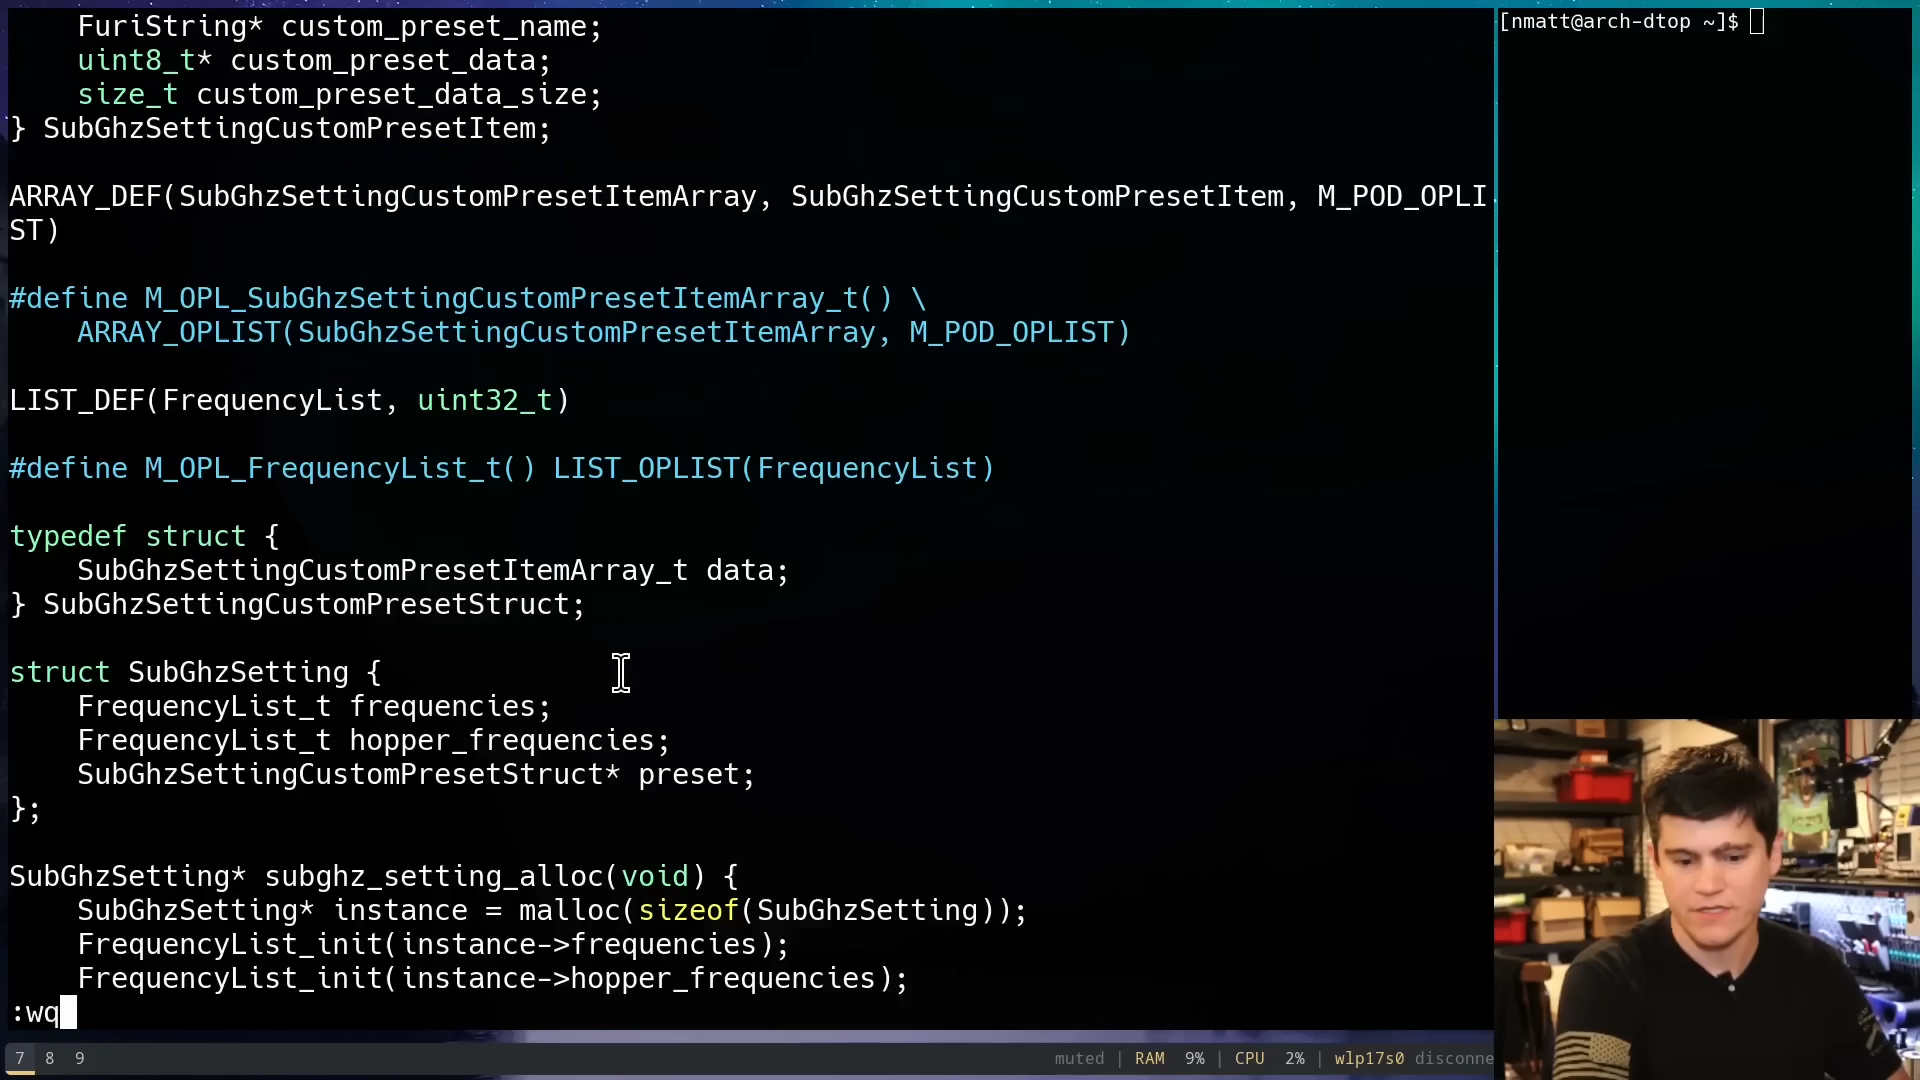 FuriString* custom_preset_name;
    uint8_t* custom_preset_data;
    size_t custom_preset_data_size;
} SubGhzSettingCustomPresetItem;
ARRAY_DEF(SubGhzSettingCustomPresetItemArray, SubGhzSettingCustomPresetItem, M_POD_OPLI
ST)
#define M_OPL_SubGhzSettingCustomPresetItemArray_t() \
    ARRAY_OPLIST(SubGhzSettingCustomPresetItemArray, M_POD_OPLIST)
LIST_DEF(FrequencyList, uint32_t)
#define M_OPL_FrequencyList_t() LIST_OPLIST(FrequencyList)
typedef struct {
    SubGhzSettingCustomPresetItemArray_t data;
} SubGhzSettingCustomPresetStruct;
struct SubGhzSetting {
    FrequencyList_t frequencies;
    FrequencyList_t hopper_frequencies;
    SubGhzSettingCustomPresetStruct* preset;
};
SubGhzSetting* subghz_setting_alloc(void) {
    SubGhzSetting* instance = malloc(sizeof(SubGhzSetting));
    FrequencyList_init(instance->frequencies);
    FrequencyList_init(instance->hopper_frequencies);
:wq
[nmatt@arch-dtop ~]$
7 8 9
muted | RAM 9% | CPU 2% | wlp17s0 disconne